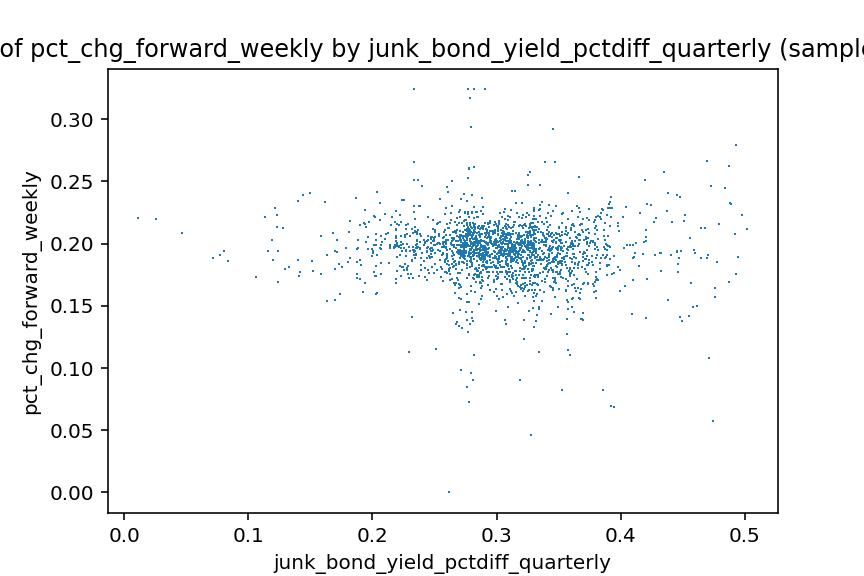 of pct_chg_forward_weekly by junk_bond_yield_pctdiff_quarterly (sample
0.30
0.25
0.20
0.15
0.10
0.05
0.00
pct_chg_forward_weekly
0.0 0.1 0.2 0.3 0.4 0.5
junk_bond_yield_pctdiff_quarterly